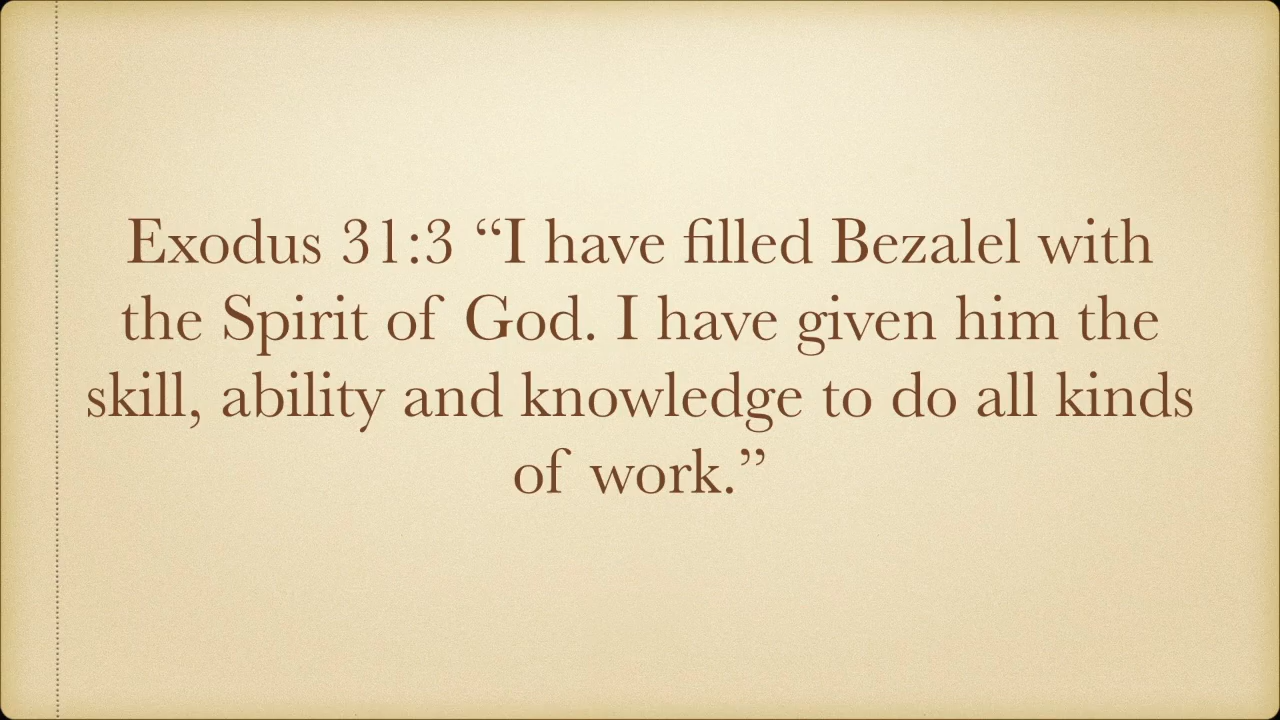 Exodus 31:3 “I have filled Bezalel with
the Spirit of God. I have given him the
skill, ability and knowledge to do all kinds
of work.”